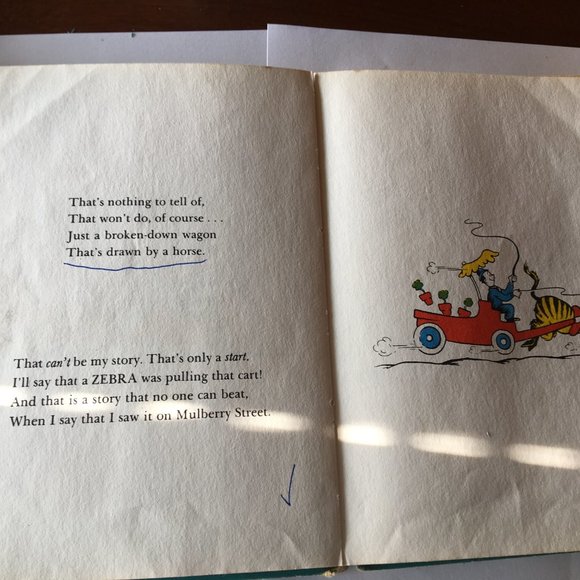 That's nothing to tell of,
That won't do, of course . . .
Just a broken-down wagon
That's drawn by a horse.
That can't be my story. That's only a start.
I'll say that a ZEBRA was pulling that cart!
And that is a story that no one can beat,
When I say that I saw it on Mulberry Street.